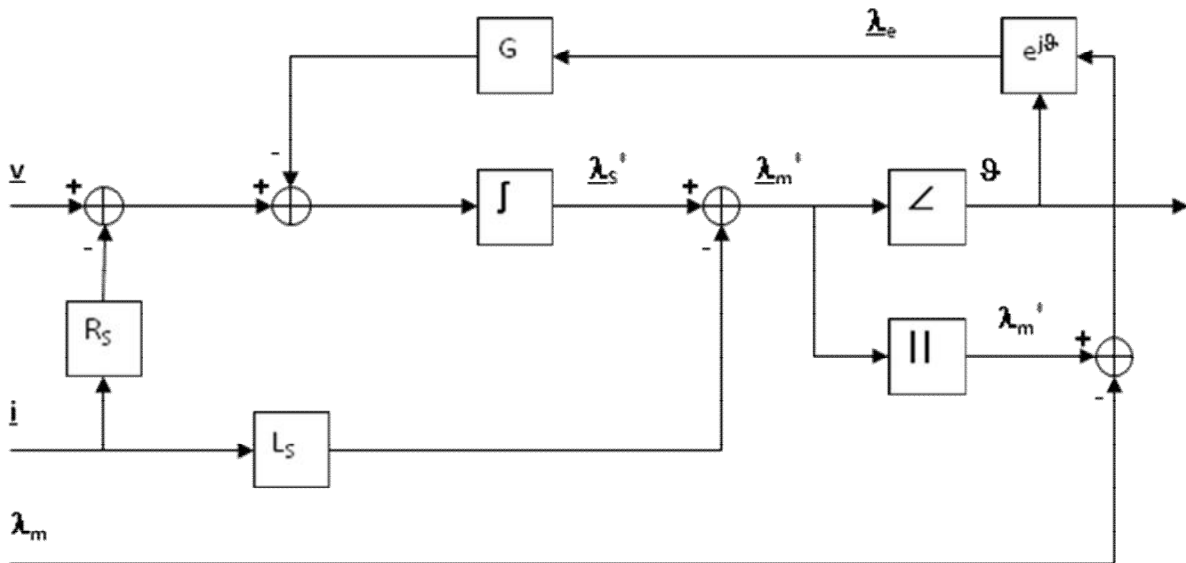 λe
G
e^jϑ
-
v
+
+
∫
λs*
+
λm*
∠
ϑ
-
-
Rs
||
λm*
+
-
i
Ls
λm